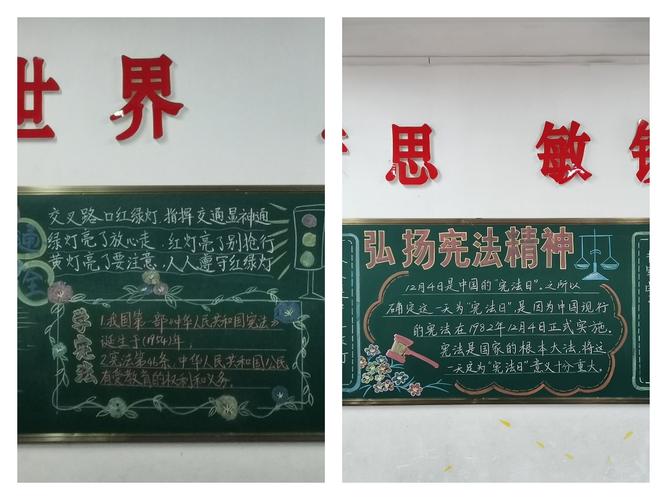 世界
交叉路口红绿灯 指挥交通显神通
绿灯亮了放心走 红灯亮了别抢行
黄灯亮了要注意 人人遵守红绿灯
全
学宪法
1.我国第一部《中华人民共和国宪法》
诞生于(1954)年,
2.宪法第46条,中华人民共和国公民
有受教育的权利和义务。
思敏
弘扬宪法精神
12月4日是中国的"宪法日"。之所以
确定这一天为"宪法日",是因为中国现行
的宪法在1982年12月4日正式实施。
宪法是国家的根本大法,将这
一天定为"宪法日"意义十分重大。